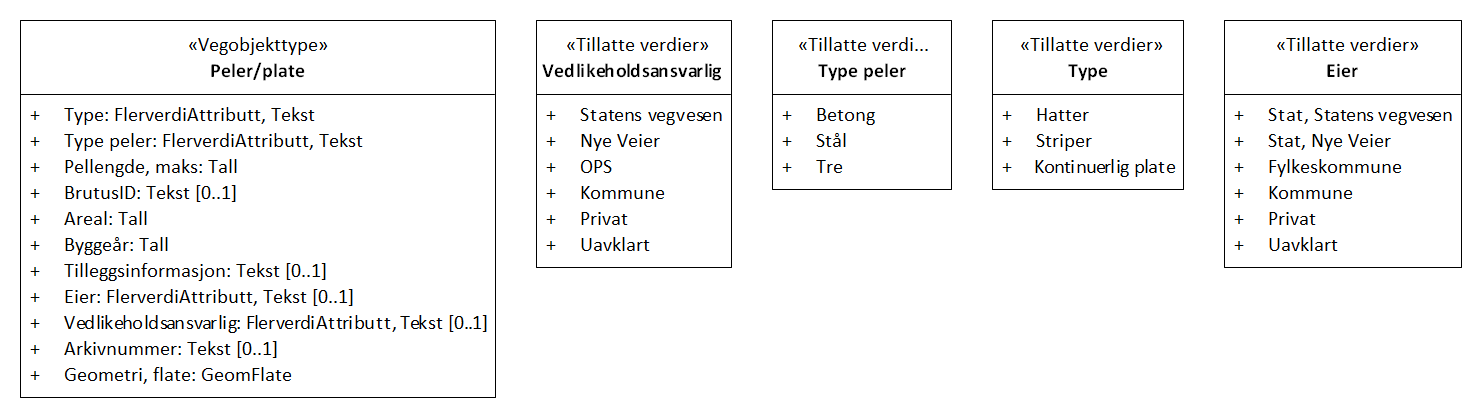 «Vegobjekttype»
Peler/plate
+ Type: FlerverdiAttributt, Tekst
+ Type peler: FlerverdiAttributt, Tekst
+ Pellengde, maks: Tall
+ BrutusID: Tekst [0..1]
+ Areal: Tall
+ Byggeår: Tall
+ Tilleggsinformasjon: Tekst [0..1]
+ Eier: FlerverdiAttributt, Tekst [0..1]
+ Vedlikeholdsansvarlig: FlerverdiAttributt, Tekst [0..1]
+ Arkivnummer: Tekst [0..1]
+ Geometri, flate: GeomFlate
«Tillatte verdier»
Vedlikeholdsansvarlig
+ Statens vegvesen
+ Nye Veier
+ OPS
+ Kommune
+ Privat
+ Uavklart
«Tillatte verdi...
Type peler
+ Betong
+ Stål
+ Tre
«Tillatte verdier»
Type
+ Hatter
+ Striper
+ Kontinuerlig plate
«Tillatte verdier»
Eier
+ Stat, Statens vegvesen
+ Stat, Nye Veier
+ Fylkeskommune
+ Kommune
+ Privat
+ Uavklart